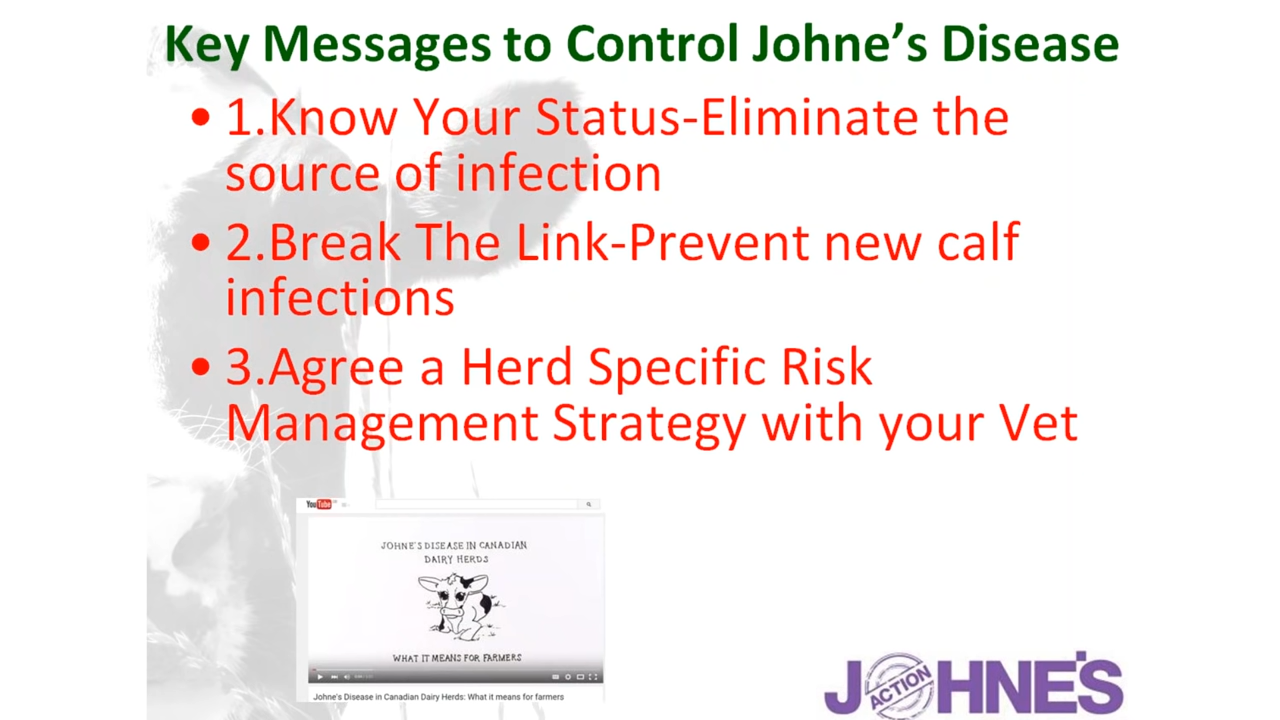 Key Messages to Control Johne’s Disease
• 1.Know Your Status-Eliminate the
source of infection
• 2.Break The Link-Prevent new calf
infections
• 3.Agree a Herd Specific Risk
Management Strategy with your Vet
YouTube
JOHNE'S DISEASE IN CANADIAN
DAIRY HERDS
WHAT IT MEANS FOR FARMERS
Johne's Disease in Canadian Dairy Herds: What it means for farmers
ACTION
JOHNE'S